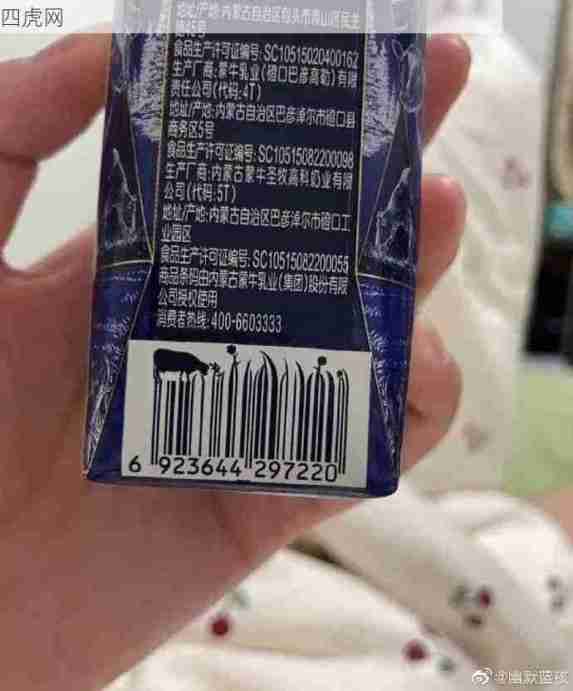 四虎网
地址/产地:内蒙古自治区包头市青山区民主
路15号
食品生产许可证编号:SC10515020400162
生产厂商:蒙牛乳业(磴口巴彦高勒)有限
责任公司(代码:4T)
地址/产地:内蒙古自治区巴彦淖尔市磴口县
商务区5号
食品生产许可证编号:SC10515082200098
生产厂商:内蒙古蒙牛圣牧高科奶业有限
公司(代码:5T)
地址/产地:内蒙古自治区巴彦淖尔市磴口工
业园区
食品生产许可证编号:SC10515082200055
商品条码由内蒙古蒙牛乳业(集团)股份有限
公司授权使用
消费者热线:400-6603333
6 923644 297220
@幽默蓝孩